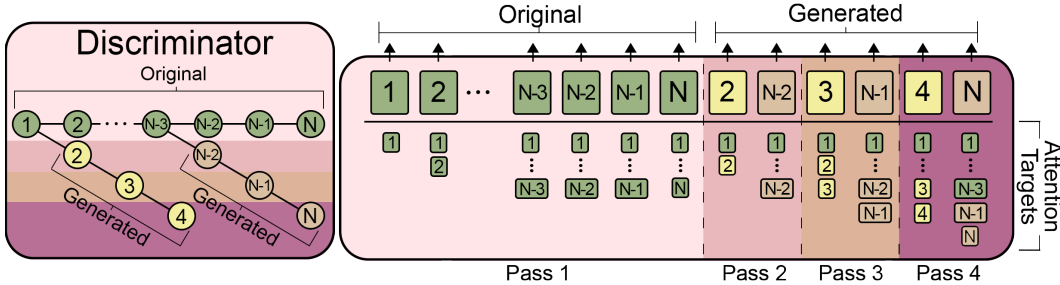 Discriminator
Original
1 2 ··· N-3 N-2 N-1 N
2 N-2
3 N-1
4 N
Generated Generated
Original Generated
1 2 ··· N-3 N-2 N-1 N 2 N-2 3 N-1 4 N
1 1 1 1 1 1 1 1 1 1 1 1
2 ⋮ ⋮ ⋮ ⋮ 2 ⋮ 2 ⋮ ⋮ ⋮
N-3 N-2 N-1 N N-2 3 N-2 3 N-3
N-1 4 N-1
N
Attention
Targets
Pass 1 Pass 2 Pass 3 Pass 4